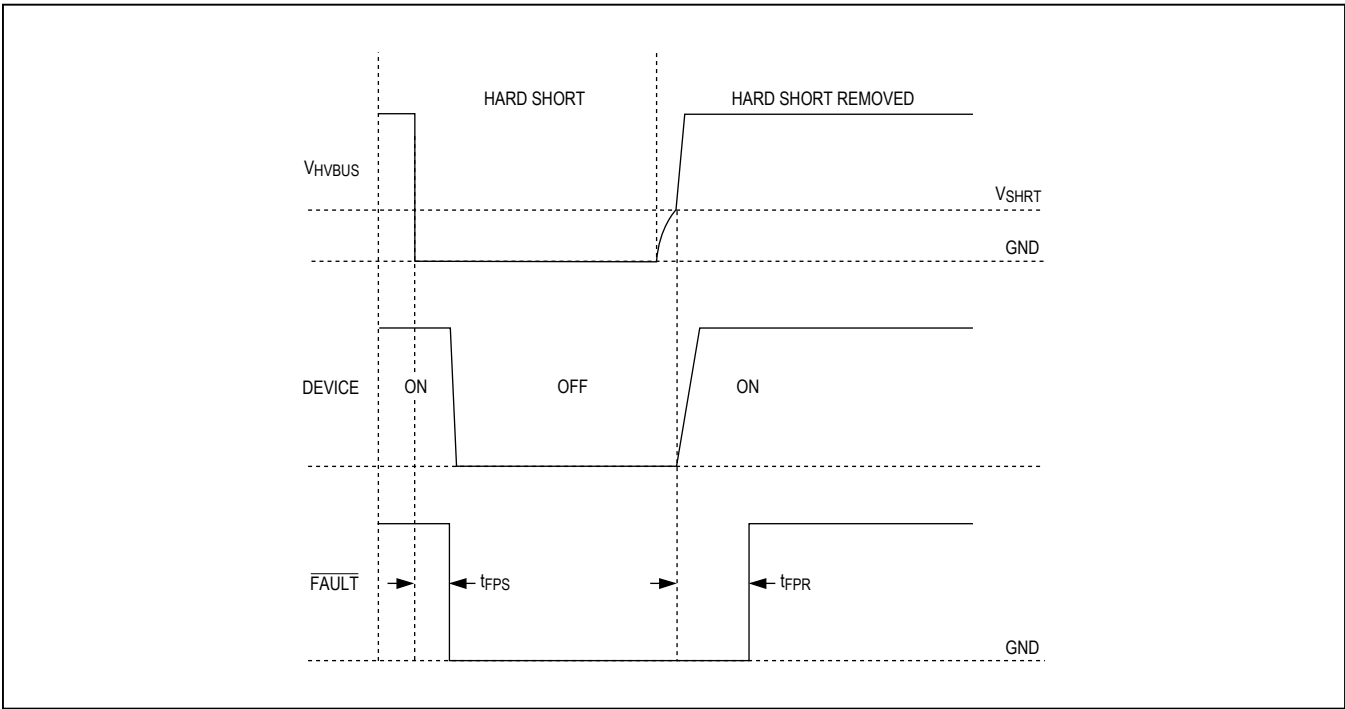 HARD SHORT
HARD SHORT REMOVED
VHVBUS
VSHRT
GND
DEVICE
ON
OFF
ON
FAULT
tFPS
tFPR
GND